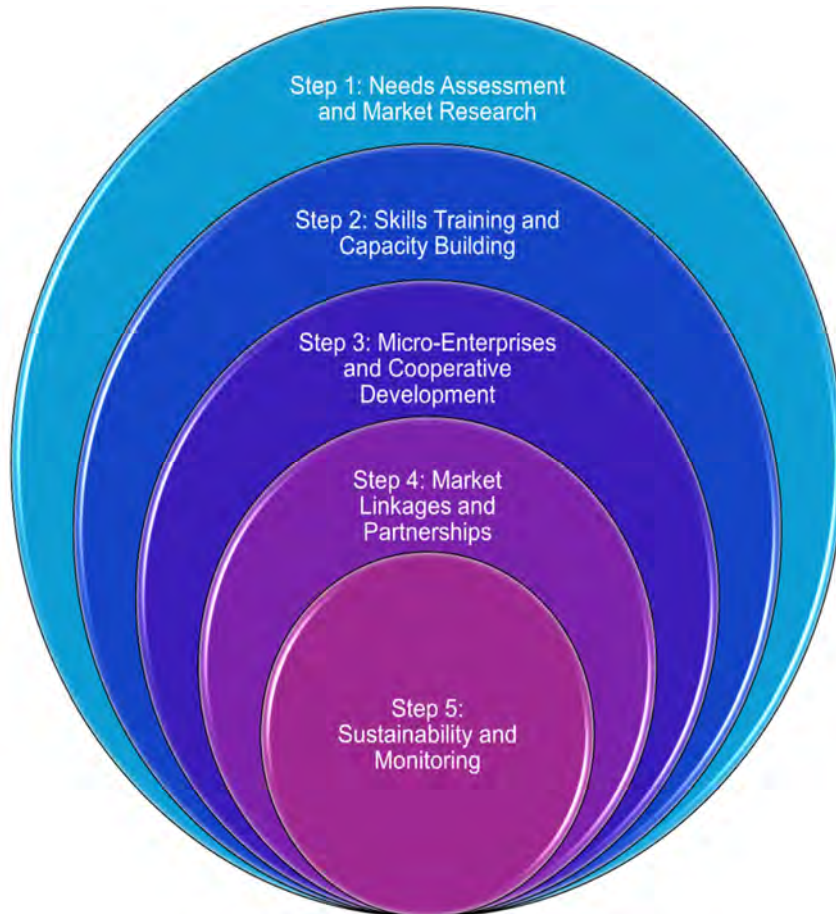 Step 1: Needs Assessment
and Market Research
Step 2: Skills Training and
Capacity Building
Step 3: Micro-Enterprises
and Cooperative
Development
Step 4: Market
Linkages and
Partnerships
Step 5:
Sustainability and
Monitoring